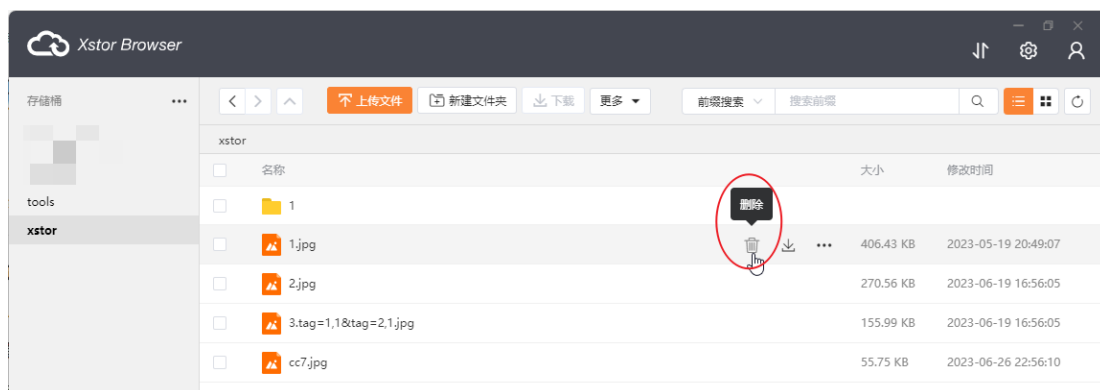 Xstor Browser
存储桶
上传文件 新建文件夹 下载 更多 前缀搜索 搜索前缀
xstor
名称 大小 修改时间
tools
1
删除
xstor
1.jpg 406.43 KB 2023-05-19 20:49:07
2.jpg 270.56 KB 2023-06-19 16:56:05
3.tag=1,1&tag=2,1.jpg 155.99 KB 2023-06-19 16:56:05
cc7.jpg 55.75 KB 2023-06-26 22:56:10